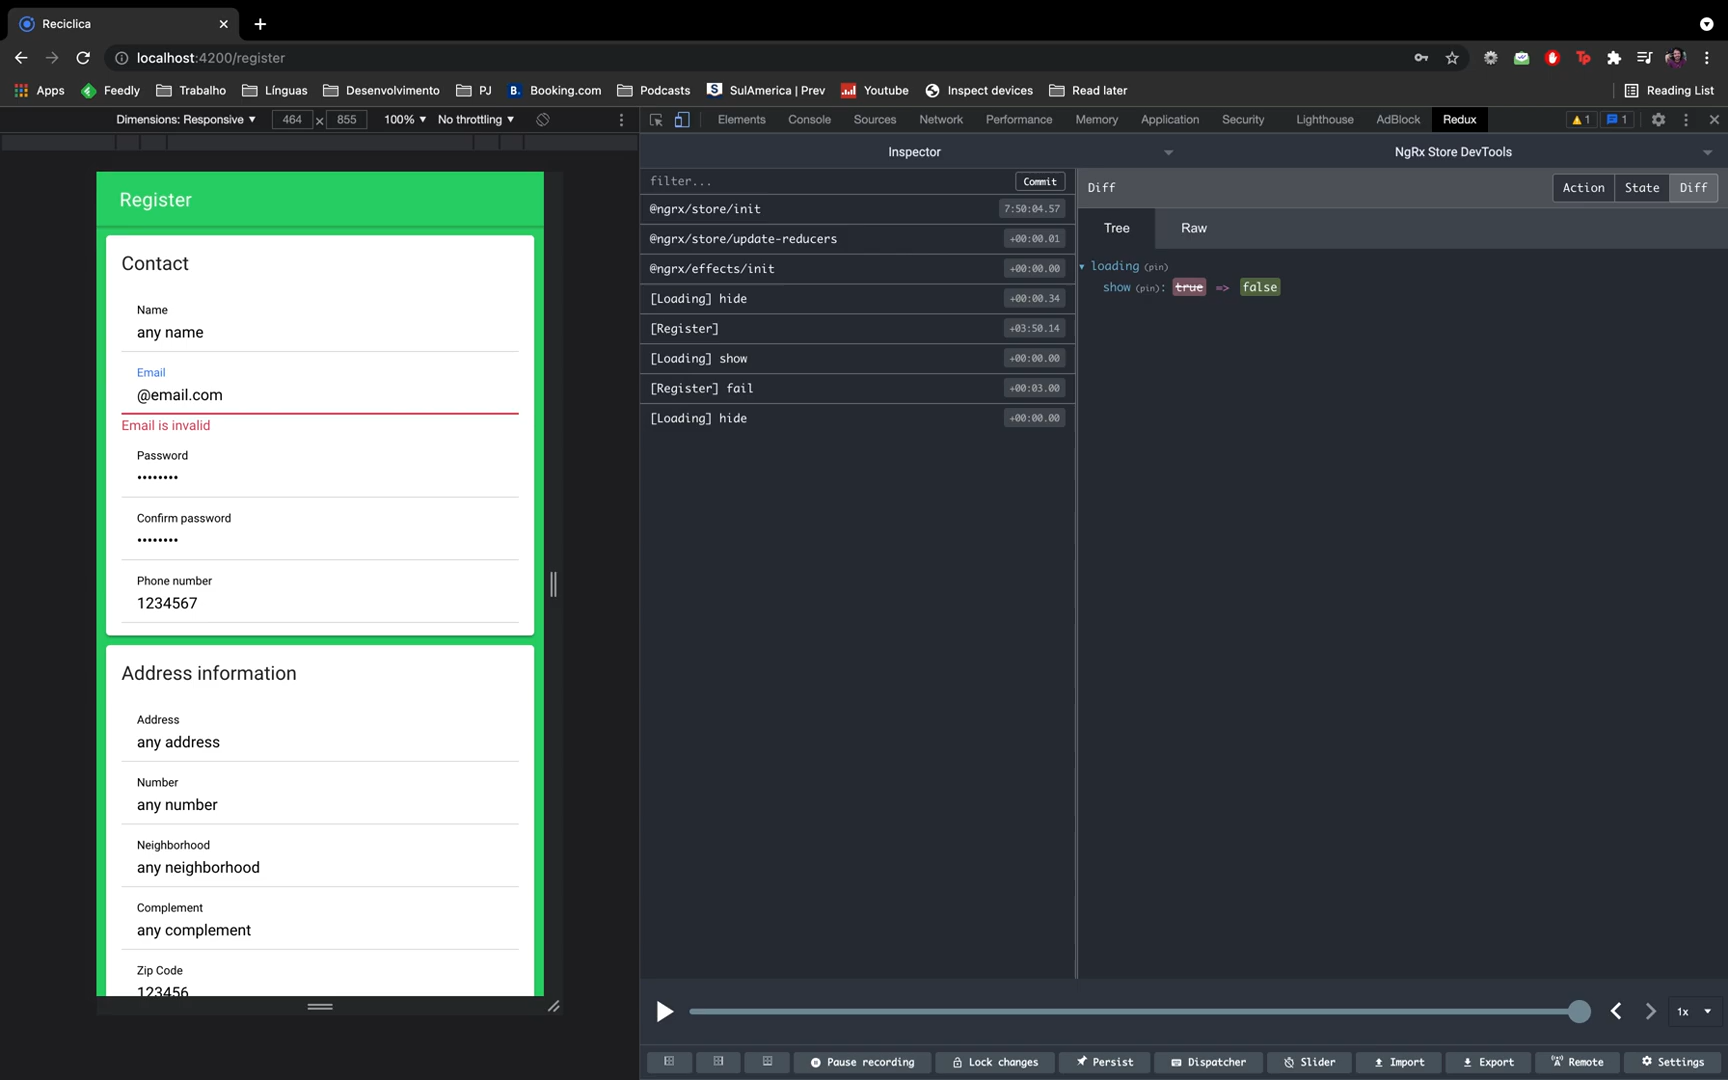 Reciclica
localhost:4200/register
Apps Feedly Trabalho Línguas Desenvolvimento PJ B. Booking.com Podcasts SulAmerica | Prev Youtube Inspect devices Read later Reading List
Dimensions: Responsive 464 × 855 100% No throttling
Elements Console Sources Network Performance Memory Application Security Lighthouse AdBlock Redux 1 1
Register
Contact
Name
any name
Email
@email.com
Email is invalid
Password
••••••••
Confirm password
••••••••
Phone number
1234567
Address information
Address
any address
Number
any number
Neighborhood
any neighborhood
Complement
any complement
Zip Code
123456
Inspector
NgRx Store DevTools
filter... Commit
@ngrx/store/init 7:50:04.57
@ngrx/store/update-reducers +00:00.01
@ngrx/effects/init +00:00.00
[Loading] hide +00:00.34
[Register] +03:50.14
[Loading] show +00:00.00
[Register] fail +00:03.00
[Loading] hide +00:00.00
Diff Action State Diff
Tree Raw
loading (pin)
show (pin): true => false
1x
Pause recording Lock changes Persist Dispatcher Slider Import Export Remote Settings